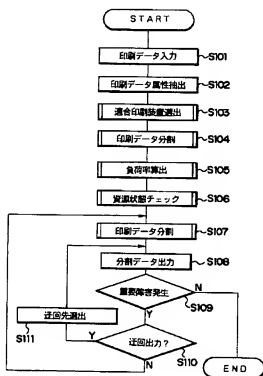 START
印刷データ入力 S101
印刷データ属性抽出 S102
適合印刷装置選出 S103
印刷データ分割 S104
負荷率算出 S105
資源状態チェック S106
印刷データ分割 S107
分割データ出力 S108
重要障害発生 N
S109
迂回先選出 Y
S111 Y 迂回出力？
S110
N END